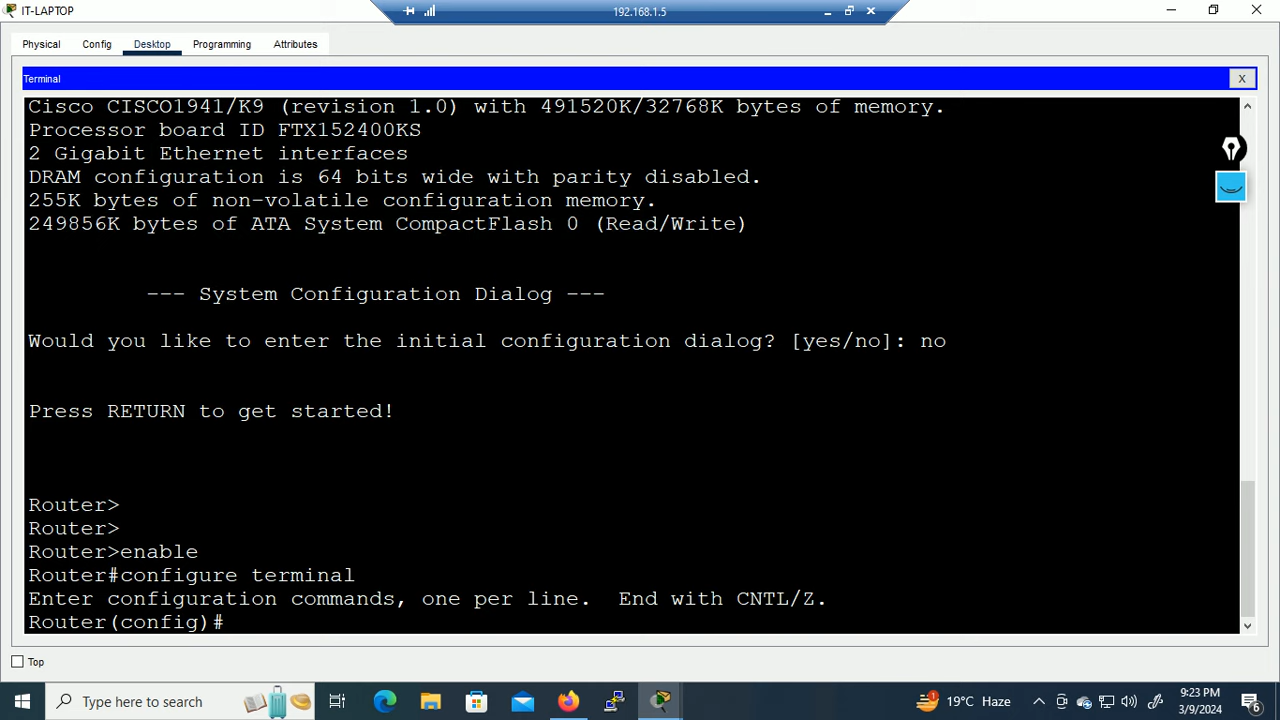 IT-LAPTOP
192.168.1.5
Physical Config Desktop Programming Attributes
Terminal
X
Cisco CISCO1941/K9 (revision 1.0) with 491520K/32768K bytes of memory.
Processor board ID FTX152400KS
2 Gigabit Ethernet interfaces
DRAM configuration is 64 bits wide with parity disabled.
255K bytes of non-volatile configuration memory.
249856K bytes of ATA System CompactFlash 0 (Read/Write)
--- System Configuration Dialog ---
Would you like to enter the initial configuration dialog? [yes/no]: no
Press RETURN to get started!
Router>
Router>
Router>enable
Router#configure terminal
Enter configuration commands, one per line.  End with CNTL/Z.
Router(config)#
Top
Type here to search
1
19°C Haze
9:23 PM
3/9/2024
6